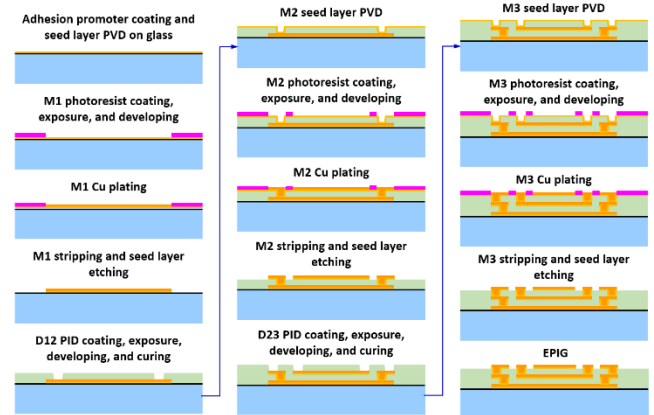 Adhesion promoter coating and
seed layer PVD on glass
M1 photoresist coating,
exposure, and developing
M1 Cu plating
M1 stripping and seed layer
etching
D12 PID coating, exposure,
developing, and curing
M2 seed layer PVD
M2 photoresist coating,
exposure, and developing
M2 Cu plating
M2 stripping and seed layer
etching
D23 PID coating, exposure,
developing, and curing
M3 seed layer PVD
M3 photoresist coating,
exposure, and developing
M3 Cu plating
M3 stripping and seed layer
etching
EPIG